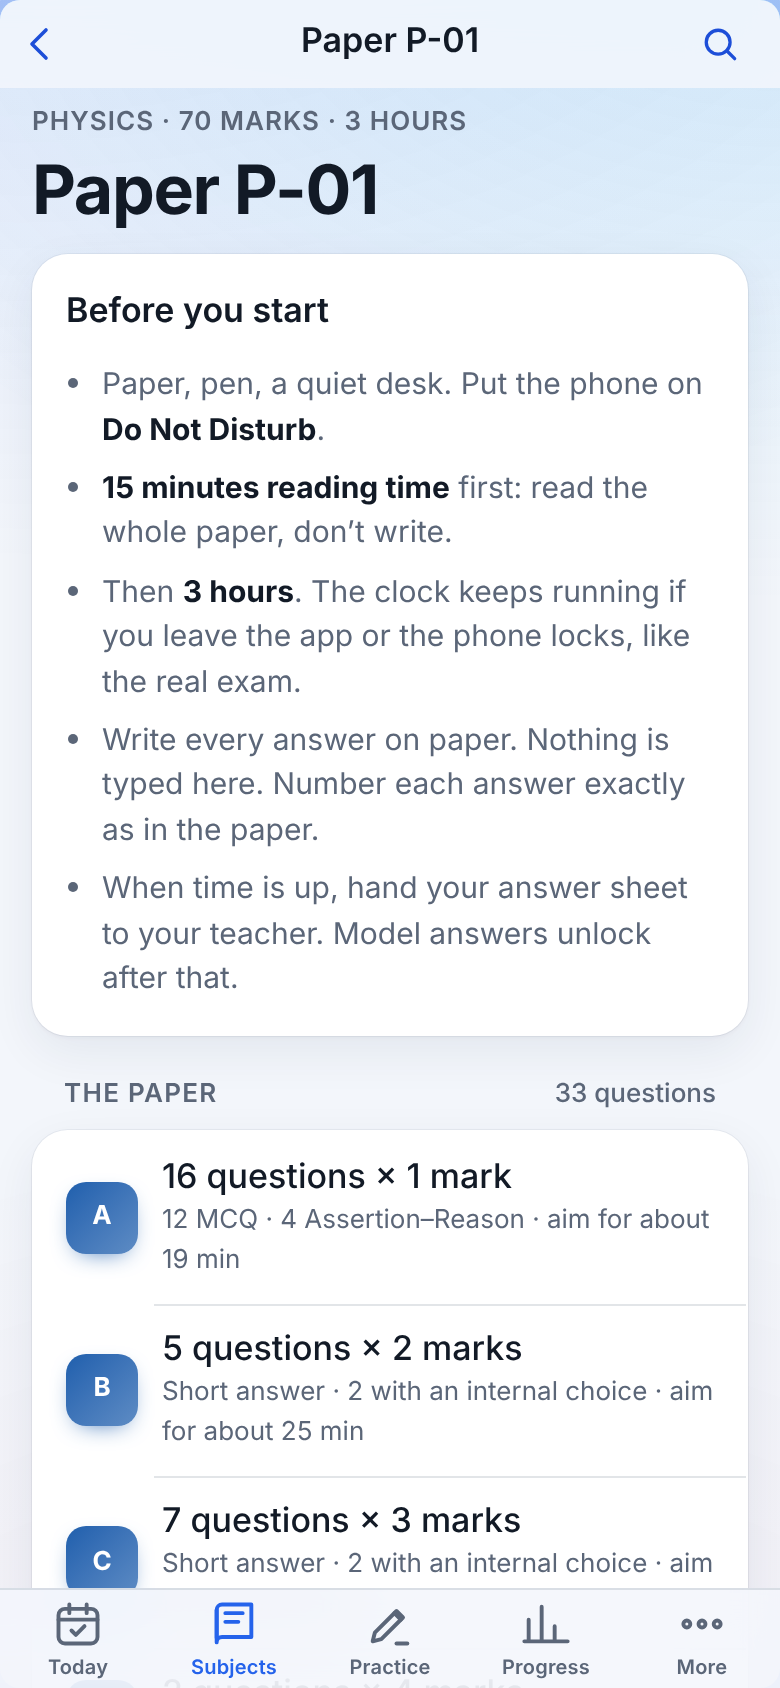 Paper P-01
PHYSICS · 70 MARKS · 3 HOURS
Paper P-01
Before you start
• Paper, pen, a quiet desk. Put the phone on
Do Not Disturb.
• 15 minutes reading time first: read the
whole paper, don’t write.
• Then 3 hours. The clock keeps running if
you leave the app or the phone locks, like
the real exam.
• Write every answer on paper. Nothing is
typed here. Number each answer exactly
as in the paper.
• When time is up, hand your answer sheet
to your teacher. Model answers unlock
after that.
THE PAPER 33 questions
A
16 questions × 1 mark
12 MCQ · 4 Assertion–Reason · aim for about
19 min
B
5 questions × 2 marks
Short answer · 2 with an internal choice · aim
for about 25 min
C
7 questions × 3 marks
Short answer · 2 with an internal choice · aim
Today Subjects Practice Progress More